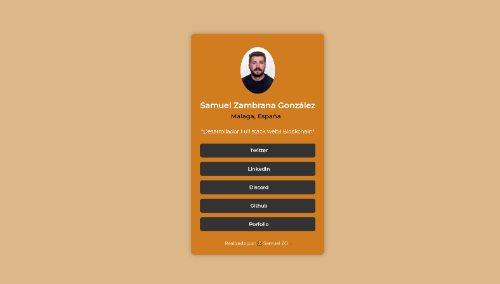 Samuel Zambrana González
Malaga, España
"Desarrollador Full stack web3 Blockchain"
Twitter
LinkedIn
Discord
Github
Porfolio
Realizado por: Samuel ZG